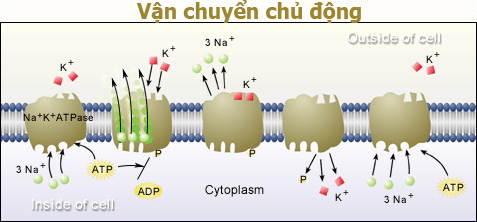 Vận chuyển chủ động
Outside of cell
K+
K+
3 Na+
K+
K+
Na+K+ATPase
P
P
3 Na+
ATP
ADP
Cytoplasm
P
K+
3 Na+
ATP
Inside of cell